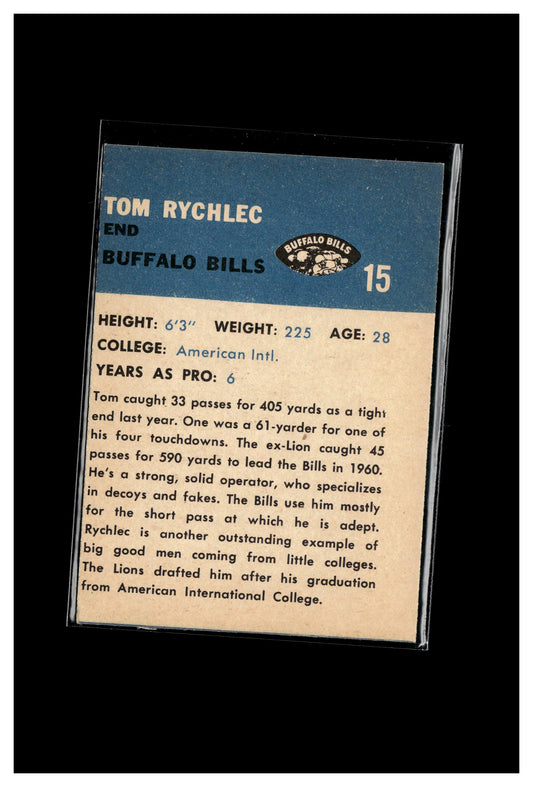 TOM RYCHLEC
END
BUFFALO BILLS
BUFFALO BILLS
15
HEIGHT: 6'3" WEIGHT: 225 AGE: 28
COLLEGE: American Intl.
YEARS AS PRO: 6
Tom caught 33 passes for 405 yards as a tight
end last year. One was a 61-yarder for one of
his four touchdowns. The ex-Lion caught 45
passes for 590 yards to lead the Bills in 1960.
He's a strong, solid operator, who specializes
in decoys and fakes. The Bills use him mostly
for the short pass at which he is adept.
Rychlec is another outstanding example of
big good men coming from little colleges.
The Lions drafted him after his graduation
from American International College.